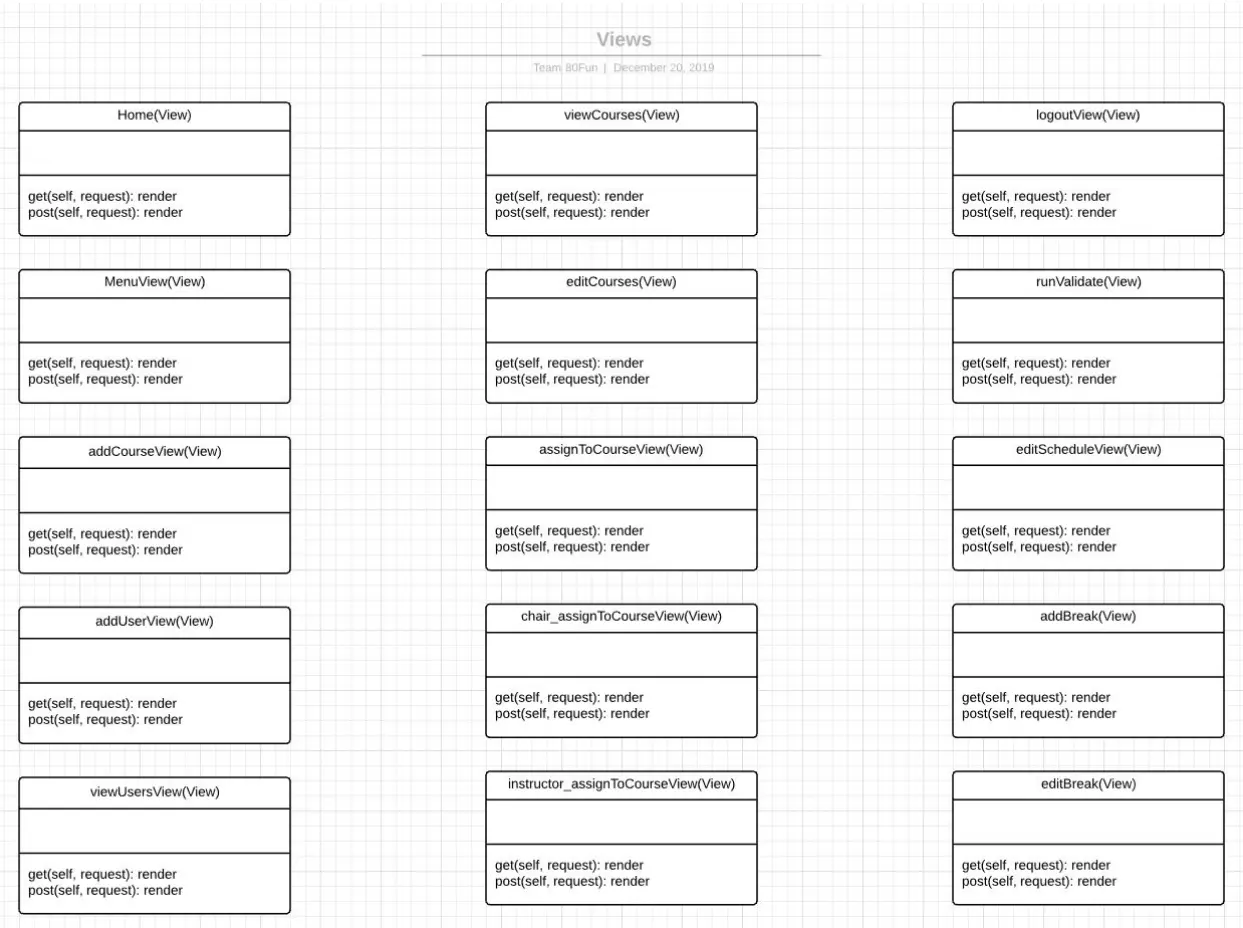 Views
Team 80Fun | December 20, 2019
Home(View)
get(self, request): render
post(self, request): render
viewCourses(View)
get(self, request): render
post(self, request): render
logoutView(View)
get(self, request): render
post(self, request): render
MenuView(View)
get(self, request): render
post(self, request): render
editCourses(View)
get(self, request): render
post(self, request): render
runValidate(View)
get(self, request): render
post(self, request): render
addCourseView(View)
get(self, request): render
post(self, request): render
assignToCourseView(View)
get(self, request): render
post(self, request): render
editScheduleView(View)
get(self, request): render
post(self, request): render
addUserView(View)
get(self, request): render
post(self, request): render
chair_assignToCourseView(View)
get(self, request): render
post(self, request): render
addBreak(View)
get(self, request): render
post(self, request): render
viewUsersView(View)
get(self, request): render
post(self, request): render
instructor_assignToCourseView(View)
get(self, request): render
post(self, request): render
editBreak(View)
get(self, request): render
post(self, request): render